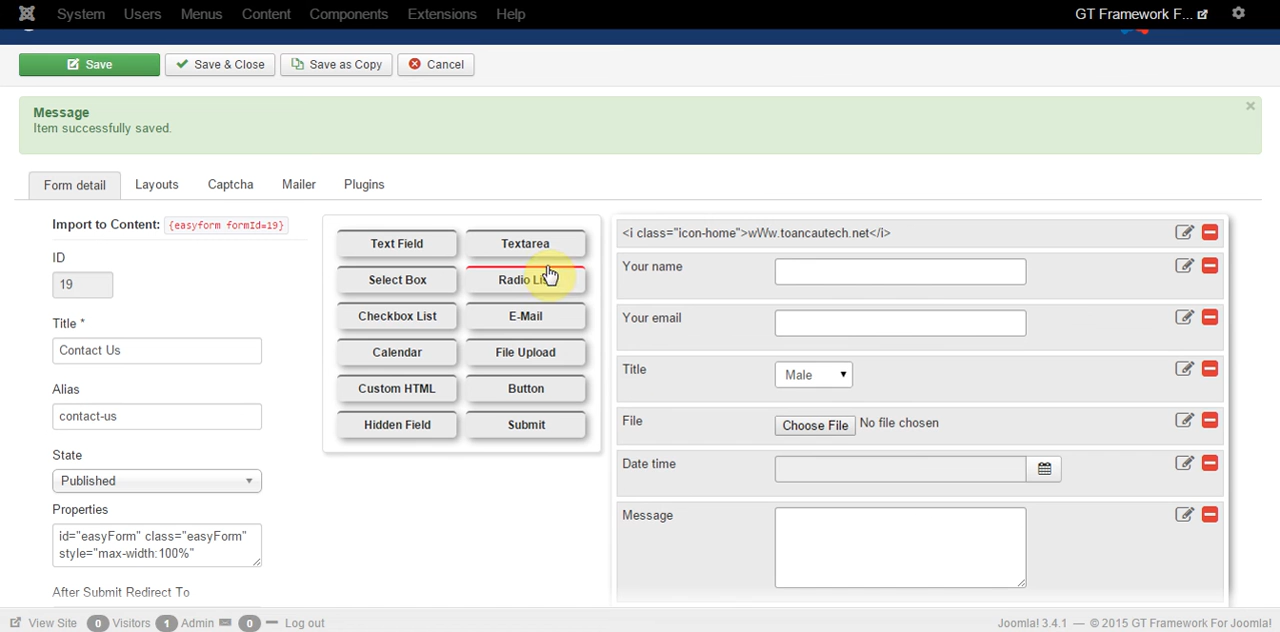 System Users Menus Content Components Extensions Help GT Framework F...
Save Save & Close Save as Copy Cancel
Message
Item successfully saved.
Form detail Layouts Captcha Mailer Plugins
Import to Content: {easyform formId=19}
ID
19
Title *
Contact Us
Alias
contact-us
State
Published
Properties
id="easyForm" class="easyForm"
style="max-width:100%"
After Submit Redirect To
Text Field Textarea
Select Box Radio List
Checkbox List E-Mail
Calendar File Upload
Custom HTML Button
Hidden Field Submit
<i class="icon-home">wWw.toancautech.net</i>
Your name
Your email
Title Male
File Choose File No file chosen
Date time
Message
View Site 0 Visitors 1 Admin 0 Log out Joomla! 3.4.1 — © 2015 GT Framework For Joomla!